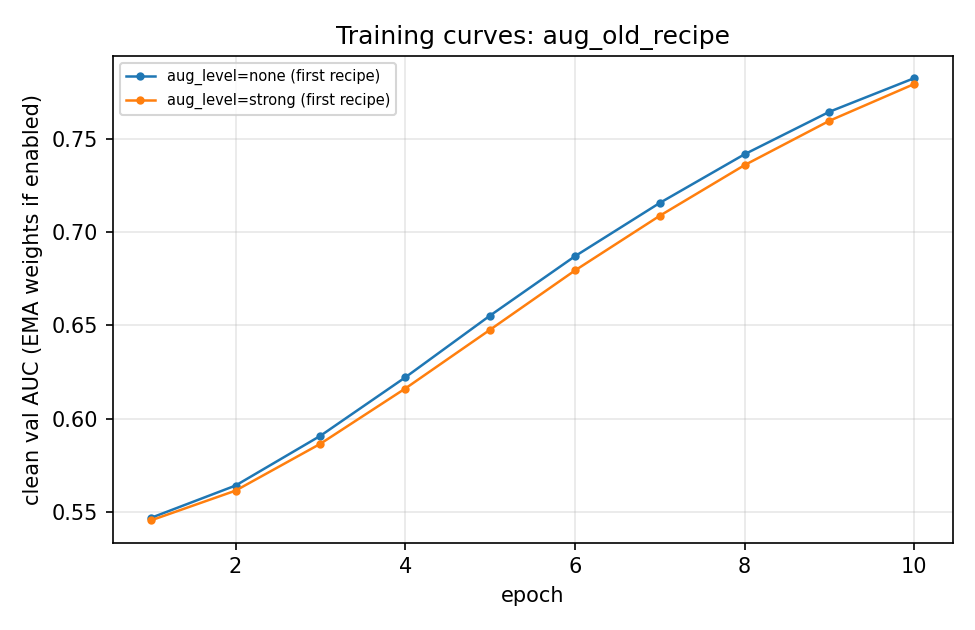 Training curves: aug_old_recipe
aug_level=none (first recipe)
aug_level=strong (first recipe)
clean val AUC (EMA weights if enabled)
0.75
0.70
0.65
0.60
0.55
2 4 6 8 10
epoch